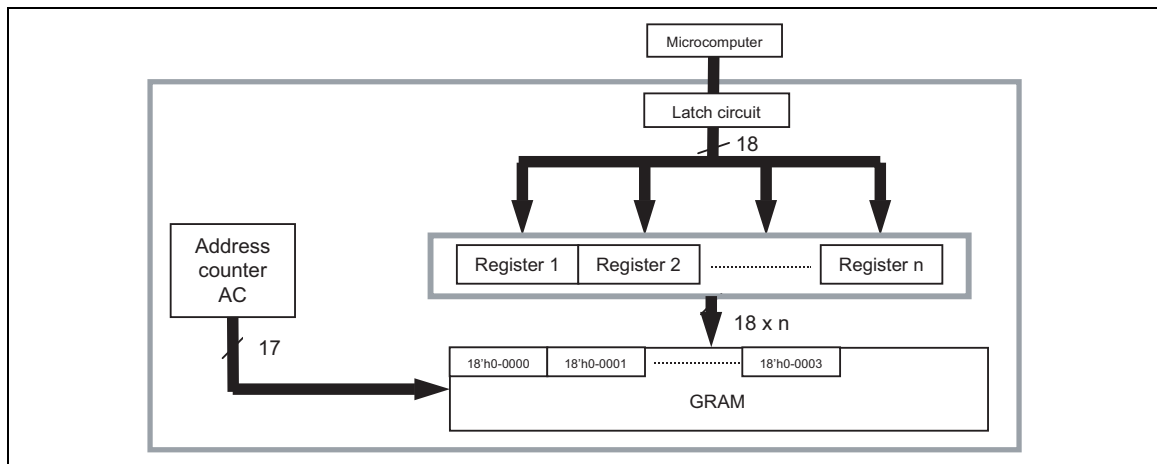 Microcomputer
Latch circuit
18
Address
counter
AC
Register 1
Register 2
Register n
17
18 x n
18'h0-0000
18'h0-0001
18'h0-0003
GRAM